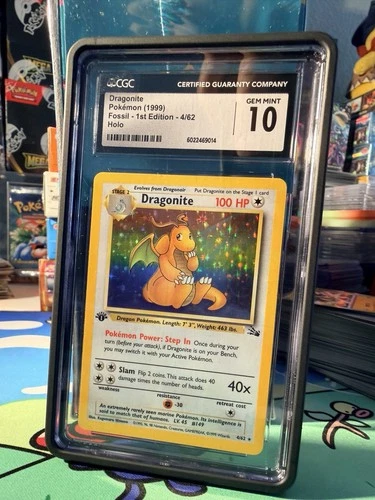 CGC
CERTIFIED GUARANTY COMPANY
Dragonite
Pokémon (1999)
Fossil - 1st Edition - 4/62
Holo
GEM MINT
10
6022469014
STAGE 2
Evolves from Dragonair
Put Dragonite on the Stage 1 card
Dragonite
100 HP
Dragon Pokémon. Length: 7' 3", Weight: 463 lbs.
Pokémon Power: Step In Once during your
turn (before your attack), if Dragonite is on your Bench,
you may switch it with your Active Pokémon.
Slam Flip 2 coins. This attack does 40
damage times the number of heads.
40x
weakness
resistance
retreat cost
-30
An extremely rarely seen marine Pokémon. Its intelligence is
said to match that of humans. LV. 45 #149
4/62
Pokémon
Poké